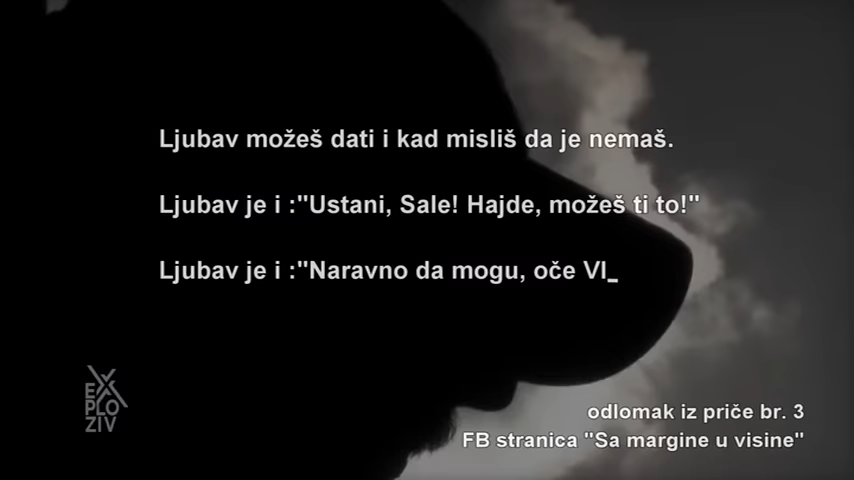 Ljubav možeš dati i kad misliš da je nemaš.
Ljubav je i :"Ustani, Sale! Hajde, možeš ti to!"
Ljubav je i :"Naravno da mogu, oče VI_
EX
PLO
ZIV
odlomak iz priče br. 3
FB stranica "Sa margine u visine"